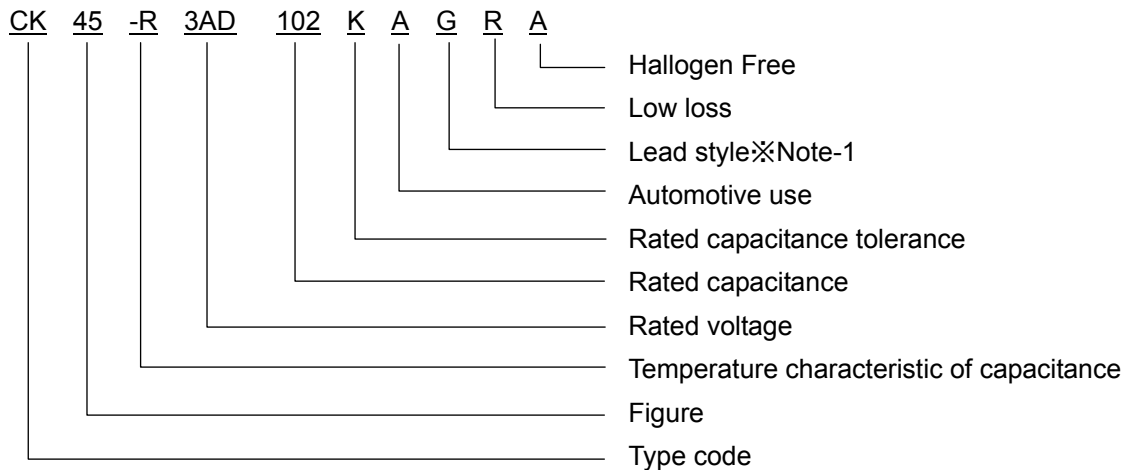 CK 45 -R 3AD 102 K A G R A
Hallogen Free
Low loss
Lead style※Note-1
Automotive use
Rated capacitance tolerance
Rated capacitance
Rated voltage
Temperature characteristic of capacitance
Figure
Type code